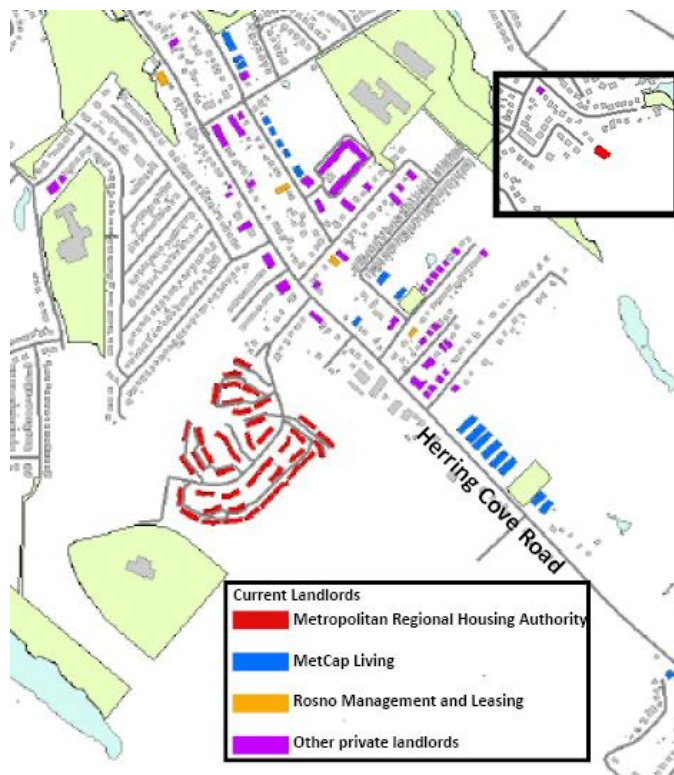 Herring Cove Road
Current Landlords
Metropolitan Regional Housing Authority
MetCap Living
Rosno Management and Leasing
Other private landlords